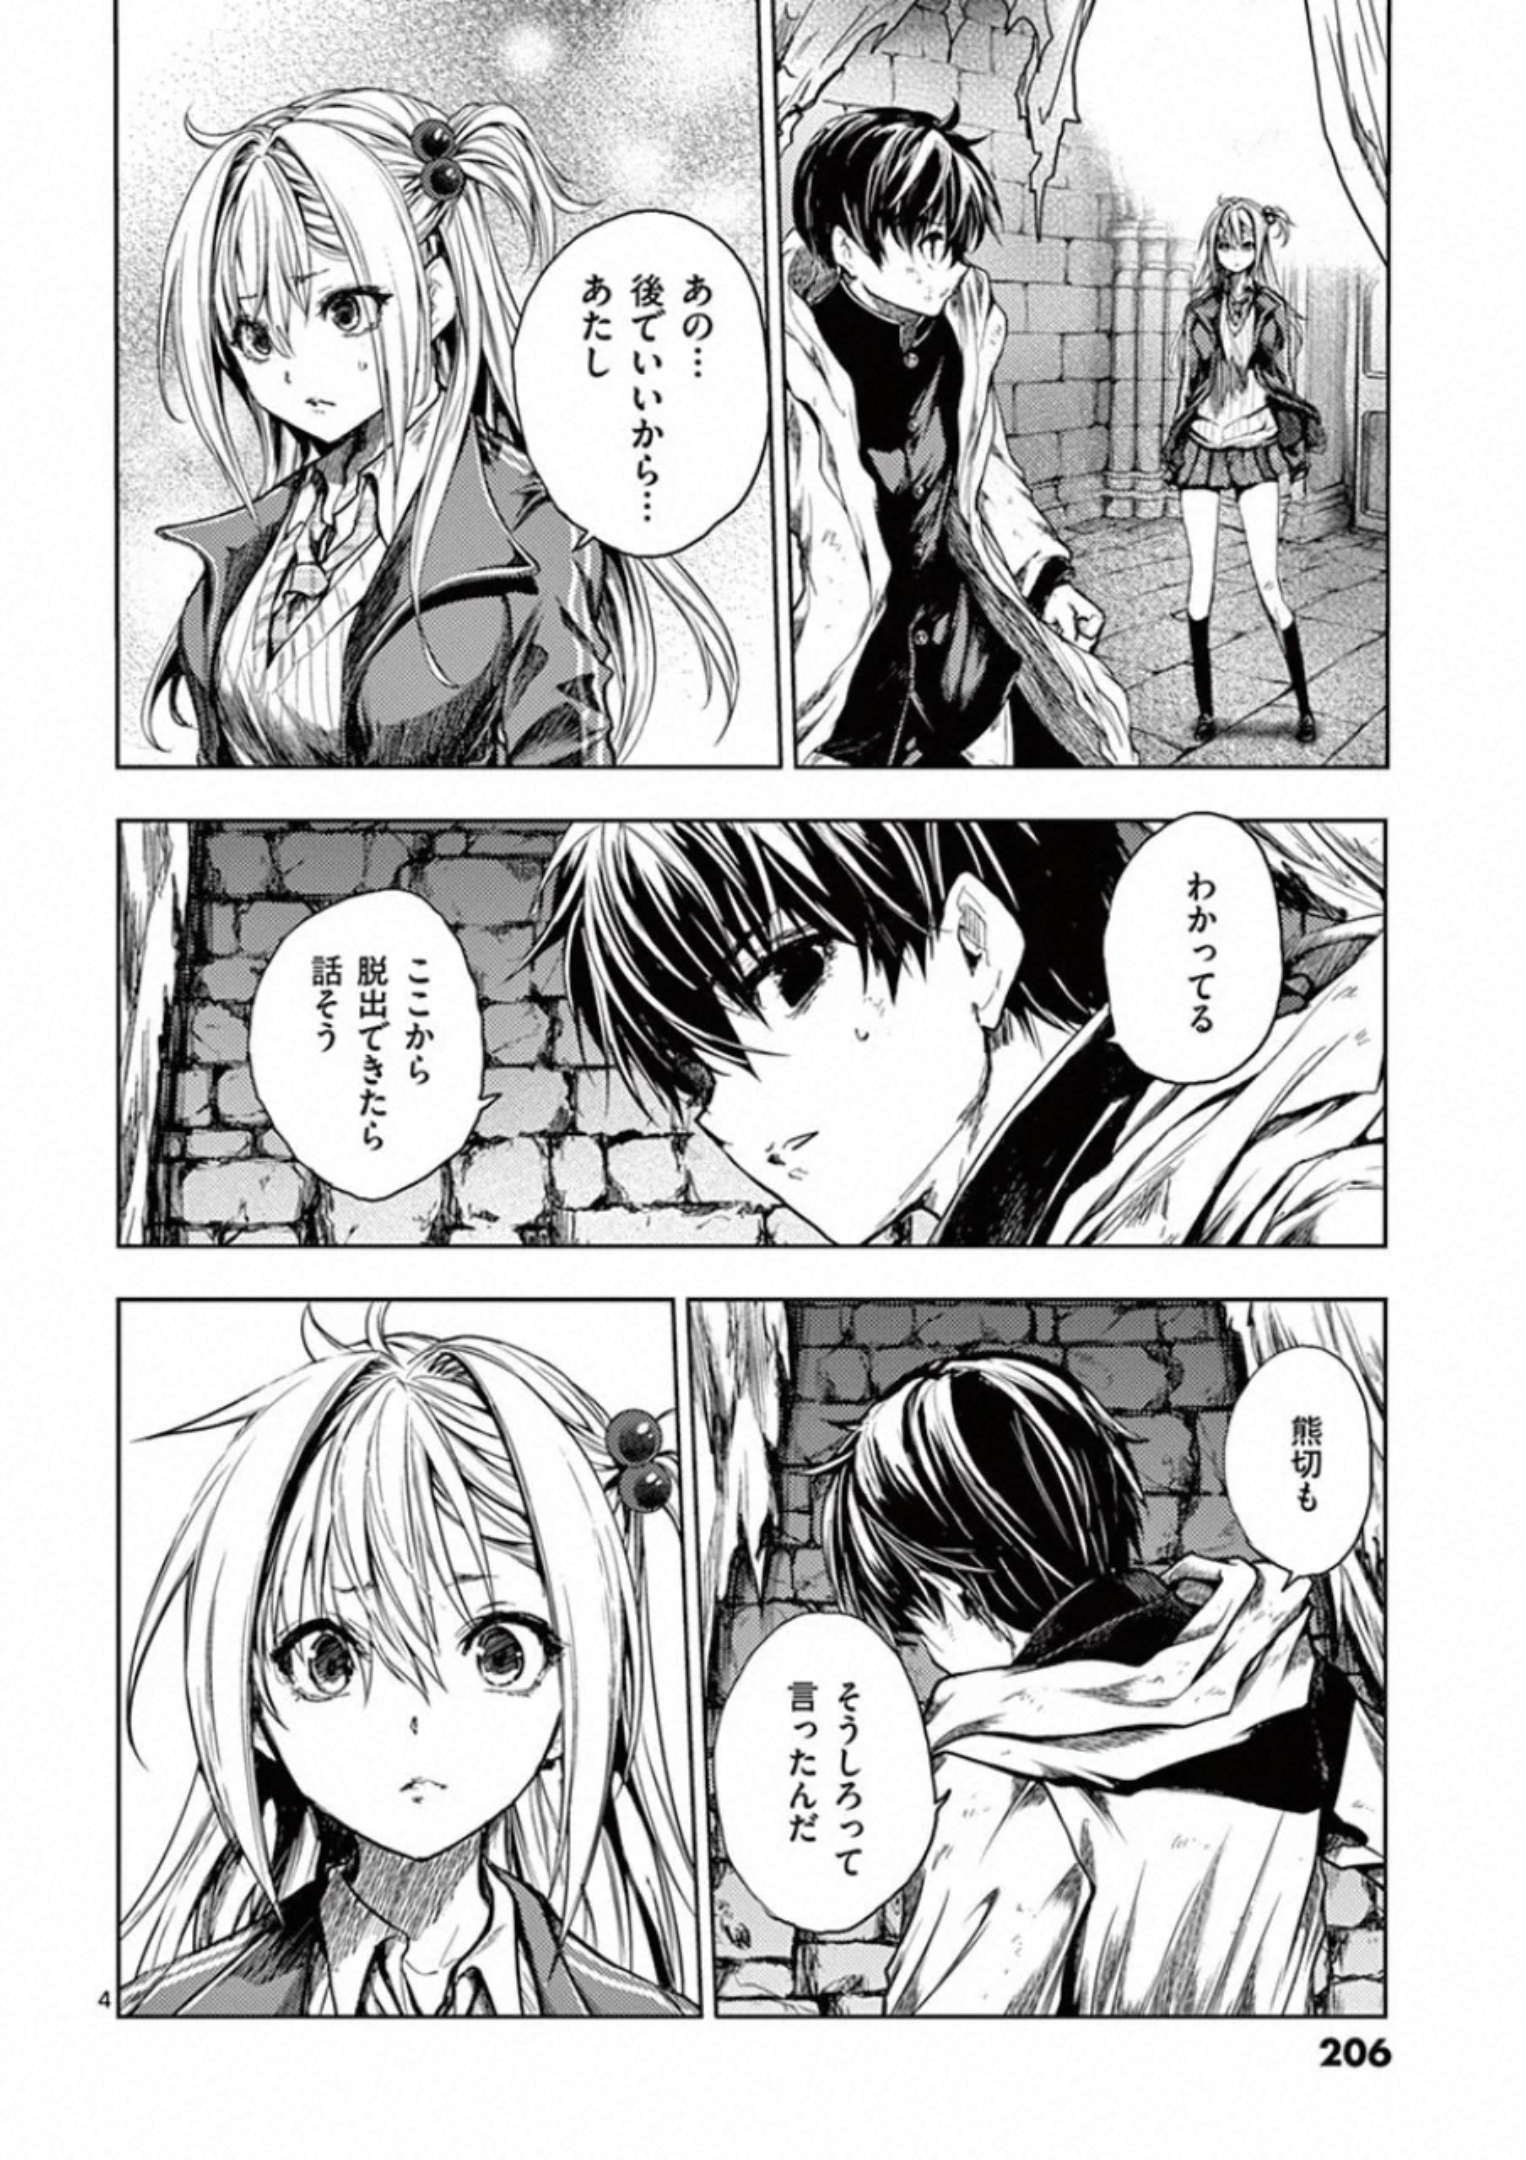 あの…
後でいいから…
あたし
わかってる
ここから
脱出できたら
話そう
熊切も
そうしろって
言ったんだ
4
206